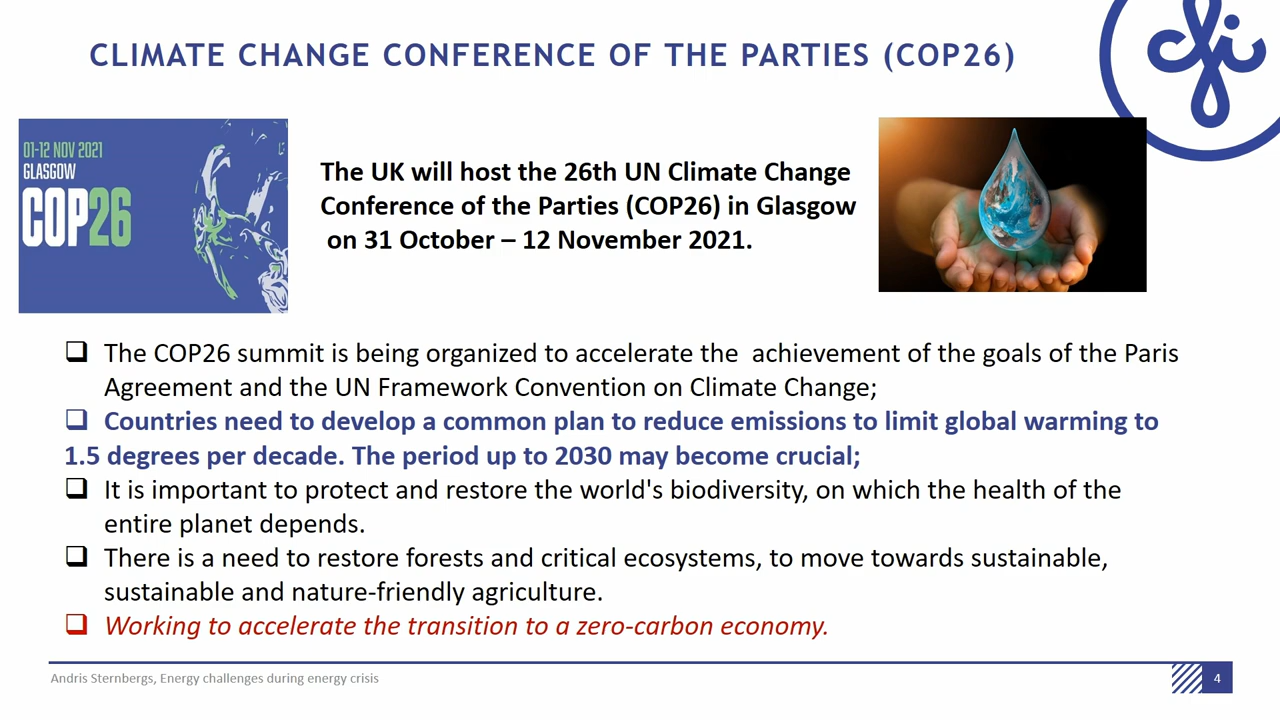 CLIMATE CHANGE CONFERENCE OF THE PARTIES (COP26)
01-12 NOV 2021
GLASGOW
COP26
The UK will host the 26th UN Climate Change
Conference of the Parties (COP26) in Glasgow
on 31 October – 12 November 2021.
❑ The COP26 summit is being organized to accelerate the achievement of the goals of the Paris
Agreement and the UN Framework Convention on Climate Change;
❑ Countries need to develop a common plan to reduce emissions to limit global warming to
1.5 degrees per decade. The period up to 2030 may become crucial;
❑ It is important to protect and restore the world's biodiversity, on which the health of the
entire planet depends.
❑ There is a need to restore forests and critical ecosystems, to move towards sustainable,
sustainable and nature-friendly agriculture.
❑ Working to accelerate the transition to a zero-carbon economy.
Andris Sternbergs, Energy challenges during energy crisis
4